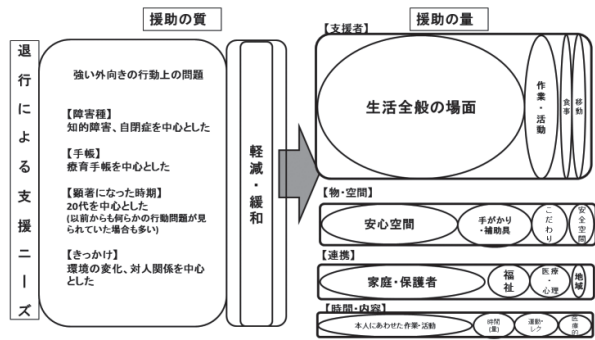 援助の質
援助の量
退行による支援ニーズ
強い外向きの行動上の問題
【障害種】
知的障害、自閉症を中心とした
【手帳】
療育手帳を中心とした
【顕著になった時期】
20代を中心とした
(以前からも何らかの行動問題が見
られていた場合も多い)
【きっかけ】
環境の変化、対人関係を中心
とした
軽減・緩和
【支援者】
生活全般の場面
作業・活動
食事
移動
【物・空間】
安心空間
手がかり
・補助具
こだわり
安全空間
【連携】
家庭・保護者
福祉
医療・
心理
地域
【時間・内容】
本人にあわせた作業・活動
時間
(量)
運動・
レク
医療的